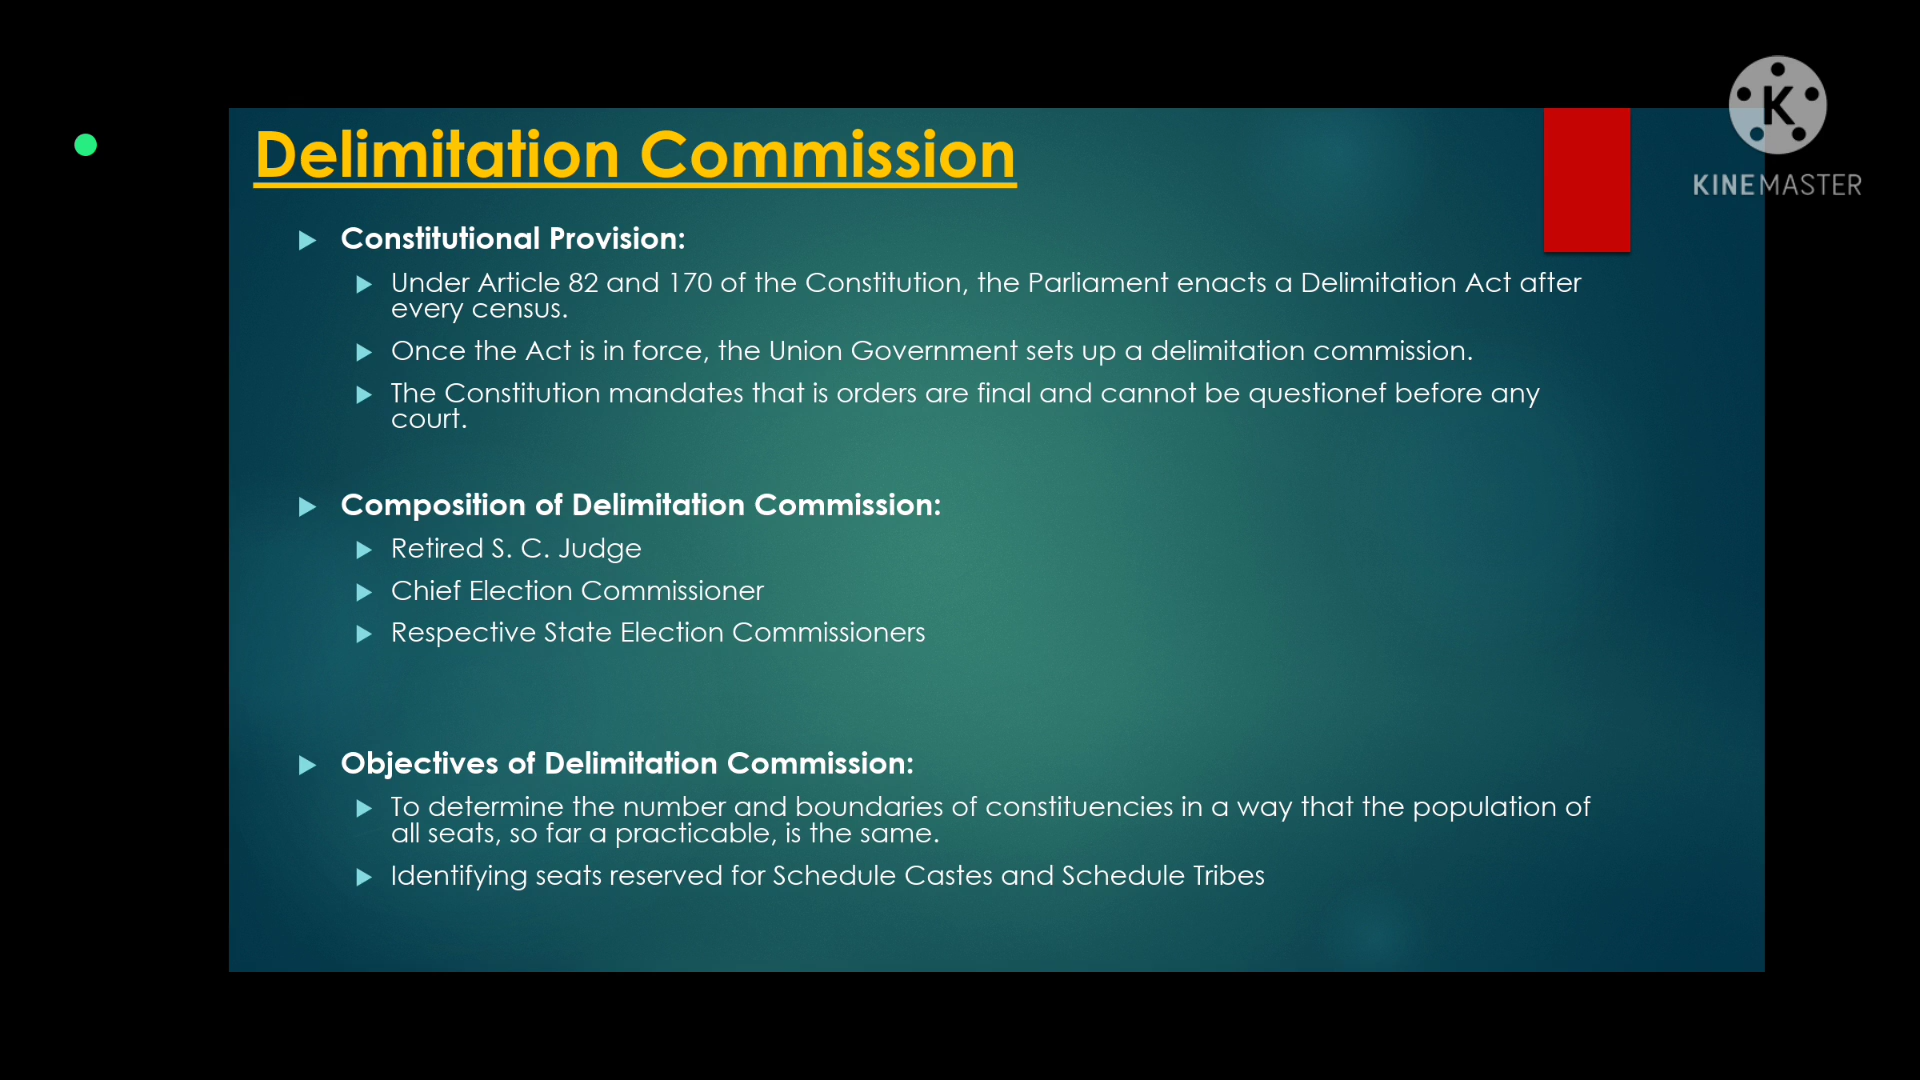 Delimitation Commission
K
KINEMASTER
Constitutional Provision:
Under Article 82 and 170 of the Constitution, the Parliament enacts a Delimitation Act after
every census.
Once the Act is in force, the Union Government sets up a delimitation commission.
The Constitution mandates that is orders are final and cannot be questionef before any
court.
Composition of Delimitation Commission:
Retired S. C. Judge
Chief Election Commissioner
Respective State Election Commissioners
Objectives of Delimitation Commission:
To determine the number and boundaries of constituencies in a way that the population of
all seats, so far a practicable, is the same.
Identifying seats reserved for Schedule Castes and Schedule Tribes